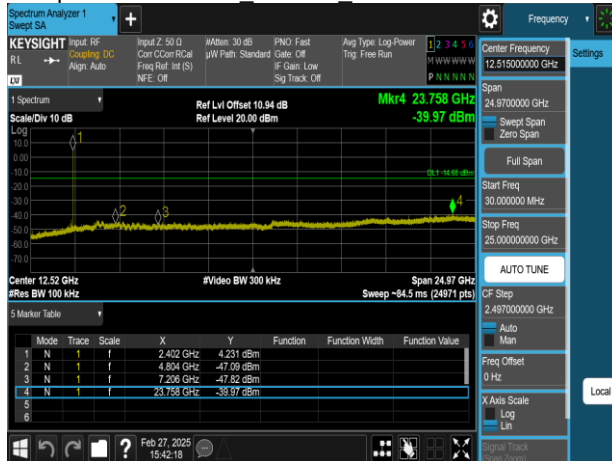 Spectrum Analyzer 1
Swept SA
+
Frequency
KEYSIGHT Input: RF
RL
Coupling: DC
Align: Auto
LXI
Input Z: 50 Ω
Corr CCorr RCal
Freq Ref: Int (S)
NFE: Off
#Atten: 30 dB
µW Path: Standard
PNO: Fast
Gate: Off
IF Gain: Low
Sig Track: Off
Avg Type: Log-Power
Trig: Free Run
1 2 3 4 5 6
M W W W W W
P N N N N N
1 Spectrum
Scale/Div 10 dB
Ref Lvl Offset 10.94 dB
Ref Level 20.00 dBm
Mkr4 23.758 GHz
-39.97 dBm
Log
10.0
0.00
-10.0
-20.0
-30.0
-40.0
-50.0
-60.0
-70.0
1
2
3
4
Center 12.52 GHz
#Res BW 100 kHz
#Video BW 300 kHz
Span 24.97 GHz
Sweep ~84.5 ms (24971 pts)
5 Marker Table
Mode Trace Scale X Y Function Function Width Function Value
1 N 1 f 2.402 GHz 4.231 dBm
2 N 1 f 4.804 GHz -47.09 dBm
3 N 1 f 7.206 GHz -47.82 dBm
4 N 1 f 23.758 GHz -39.97 dBm
5
6
?
Feb 27, 2025
15:42:18
Center Frequency
12.515000000 GHz
Span
24.9700000 GHz
Swept Span
Zero Span
Full Span
Start Freq
30.000000 MHz
Stop Freq
25.000000000 GHz
AUTO TUNE
CF Step
2.497000000 GHz
Auto
Man
Freq Offset
0 Hz
X Axis Scale
Log
Lin
Signal Track
(Span Zoom)
Settings
Local